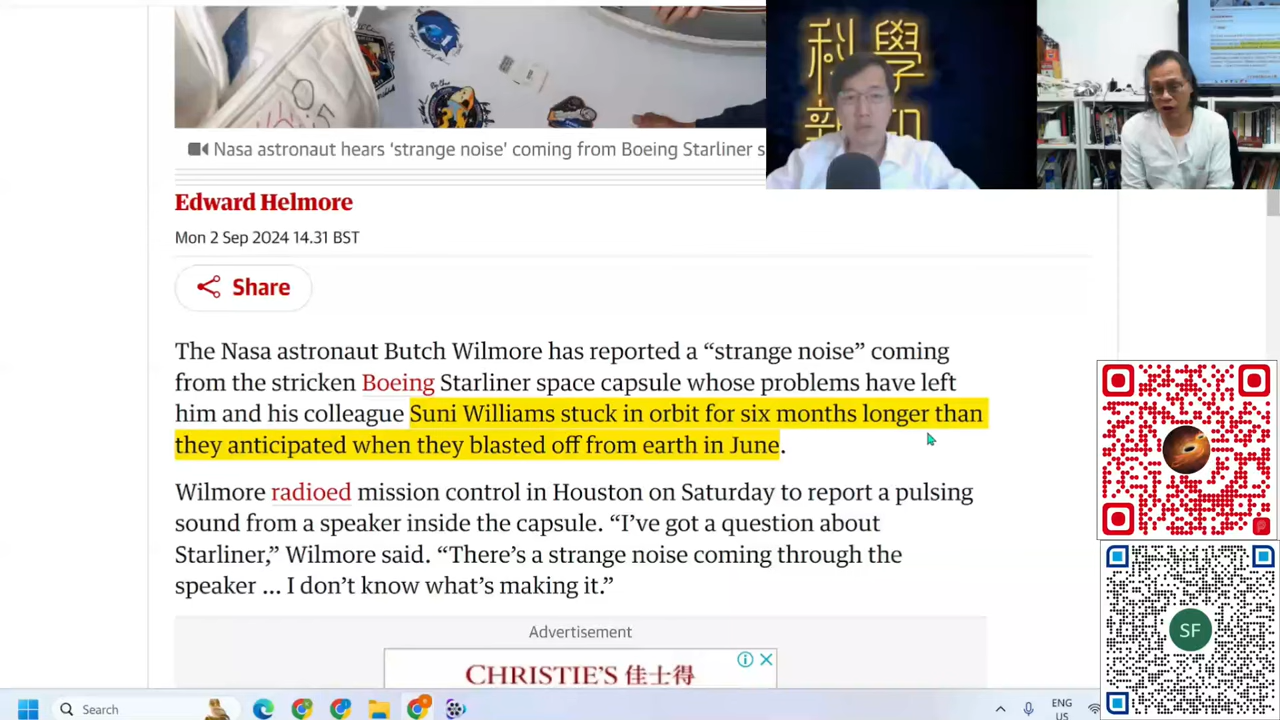 科學
新知
Nasa astronaut hears ‘strange noise’ coming from Boeing Starliner s
Edward Helmore
Mon 2 Sep 2024 14.31 BST
Share
The Nasa astronaut Butch Wilmore has reported a “strange noise” coming
from the stricken Boeing Starliner space capsule whose problems have left
him and his colleague Suni Williams stuck in orbit for six months longer than
they anticipated when they blasted off from earth in June.
Wilmore radioed mission control in Houston on Saturday to report a pulsing
sound from a speaker inside the capsule. “I’ve got a question about
Starliner,” Wilmore said. “There’s a strange noise coming through the
speaker ... I don’t know what’s making it.”
Advertisement
CHRISTIE’S 佳士得
SF
Search
ENG
US